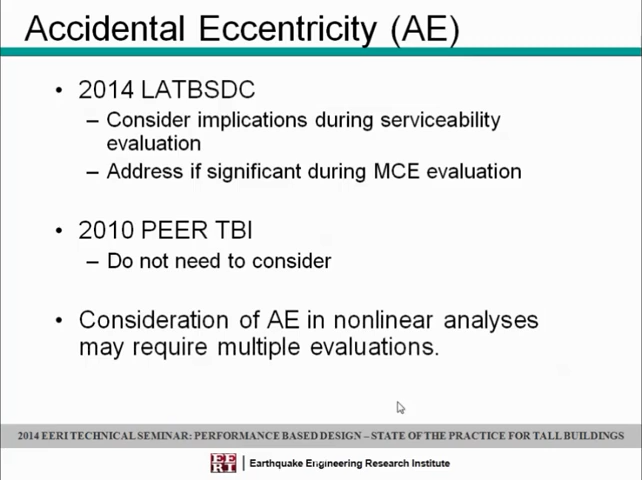 Accidental Eccentricity (AE)
• 2014 LATBSDC
– Consider implications during serviceability
evaluation
– Address if significant during MCE evaluation
• 2010 PEER TBI
– Do not need to consider
• Consideration of AE in nonlinear analyses
may require multiple evaluations.
2014 EERI TECHNICAL SEMINAR: PERFORMANCE BASED DESIGN – STATE OF THE PRACTICE FOR TALL BUILDINGS
EERI | Earthquake Engineering Research Institute